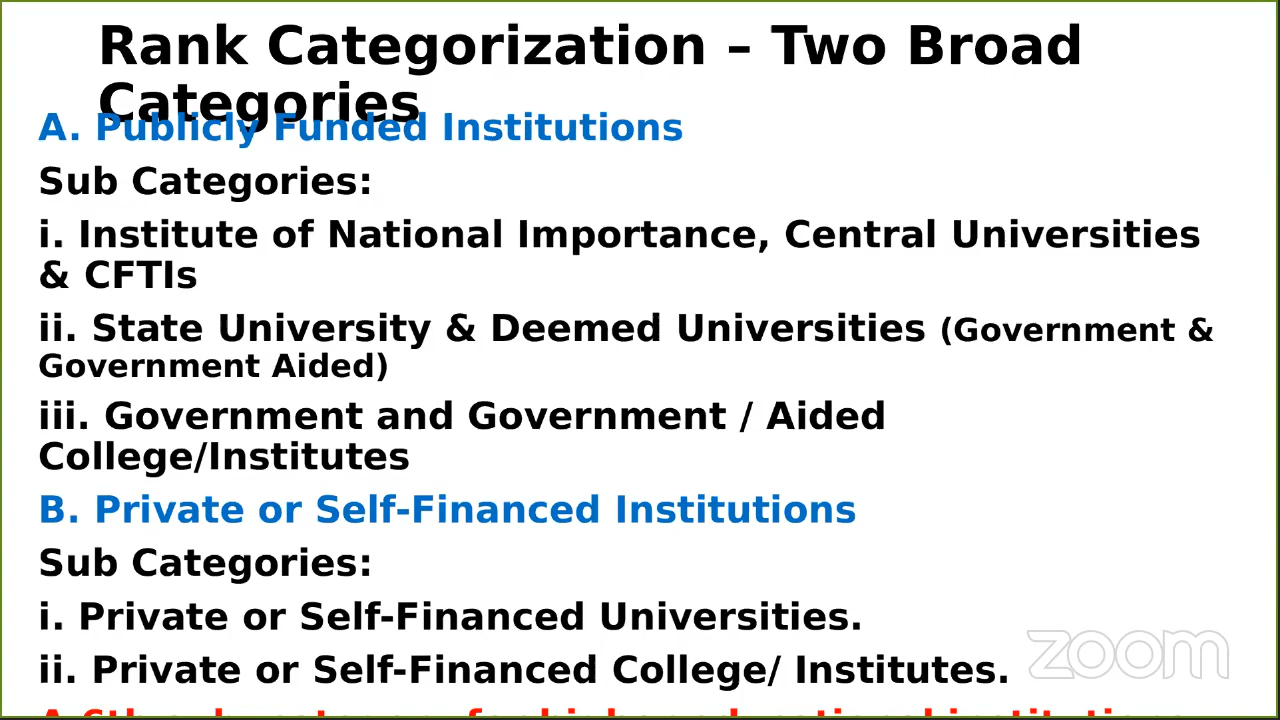 Rank Categorization – Two Broad
Categories
A. Publicly Funded Institutions
Sub Categories:
i. Institute of National Importance, Central Universities
& CFTIs
ii. State University & Deemed Universities (Government &
Government Aided)
iii. Government and Government / Aided
College/Institutes
B. Private or Self-Financed Institutions
Sub Categories:
i. Private or Self-Financed Universities.
ii. Private or Self-Financed College/ Institutes.
zoom